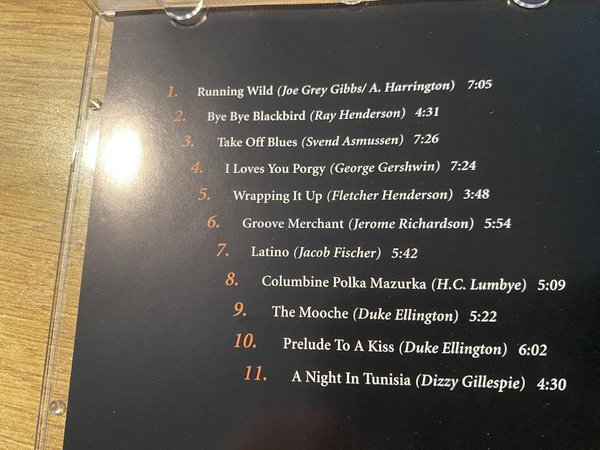 1. Running Wild (Joe Grey Gibbs/ A. Harrington) 7:05
2. Bye Bye Blackbird (Ray Henderson) 4:31
3. Take Off Blues (Svend Asmussen) 7:26
4. I Loves You Porgy (George Gershwin) 7:24
5. Wrapping It Up (Fletcher Henderson) 3:48
6. Groove Merchant (Jerome Richardson) 5:54
7. Latino (Jacob Fischer) 5:42
8. Columbine Polka Mazurka (H.C. Lumbye) 5:09
9. The Mooche (Duke Ellington) 5:22
10. Prelude To A Kiss (Duke Ellington) 6:02
11. A Night In Tunisia (Dizzy Gillespie) 4:30